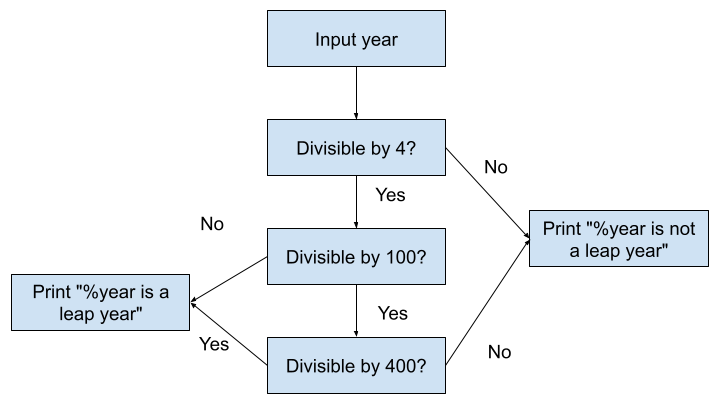 Input year
Divisible by 4?
No
Yes
No
Print "%year is not
a leap year"
Divisible by 100?
Print "%year is a
leap year"
Yes
Yes
No
Divisible by 400?